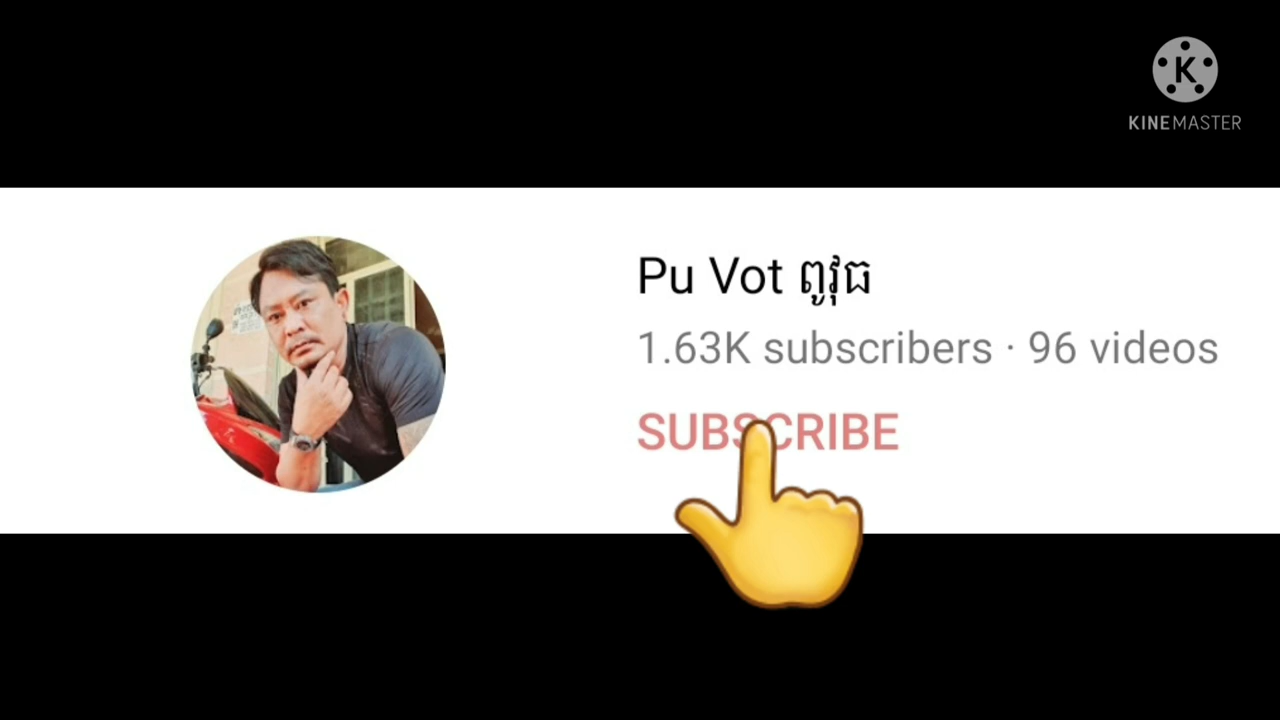 K
KINEMASTER
Pu Vot ពូវុធ
1.63K subscribers · 96 videos
SUBSCRIBE